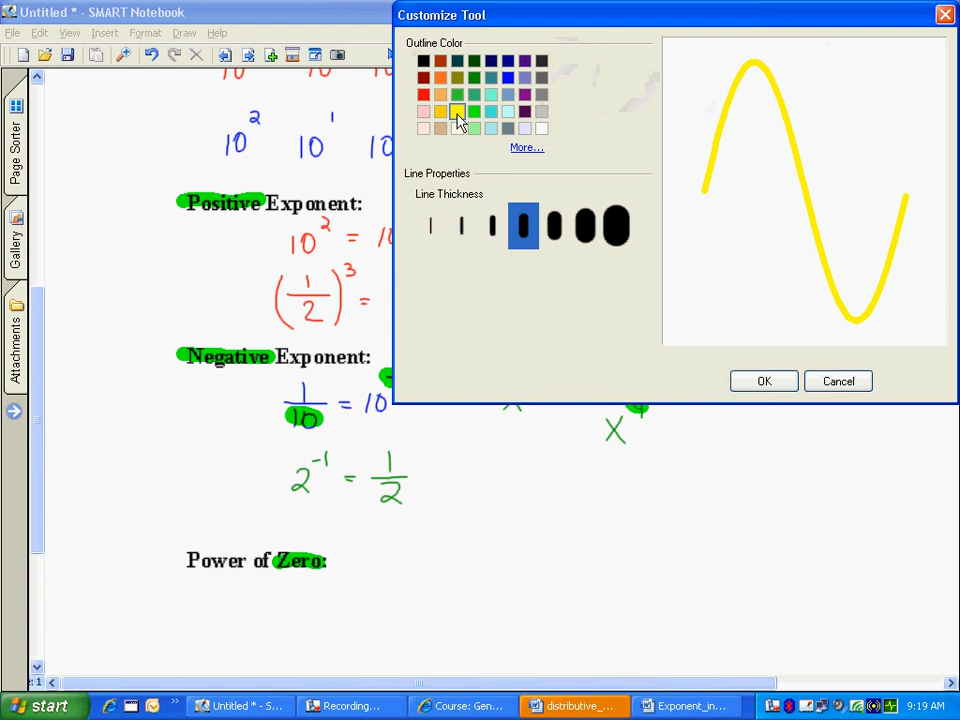 Untitled * - SMART Notebook
File Edit View Insert Format Draw Help
Page Sorter
Gallery
Attachments
10² 10¹ 10
Positive Exponent:
10² = 10
(1/2)³ =
Negative Exponent:
1/10 = 10
X
X
2⁻¹ = 1/2
Power of Zero:
Customize Tool
Outline Color
More...
Line Properties
Line Thickness
OK Cancel
: 1
start
Untitled * - S...
Recording...
Course: Gen...
distributive_...
Exponent_in...
9:19 AM